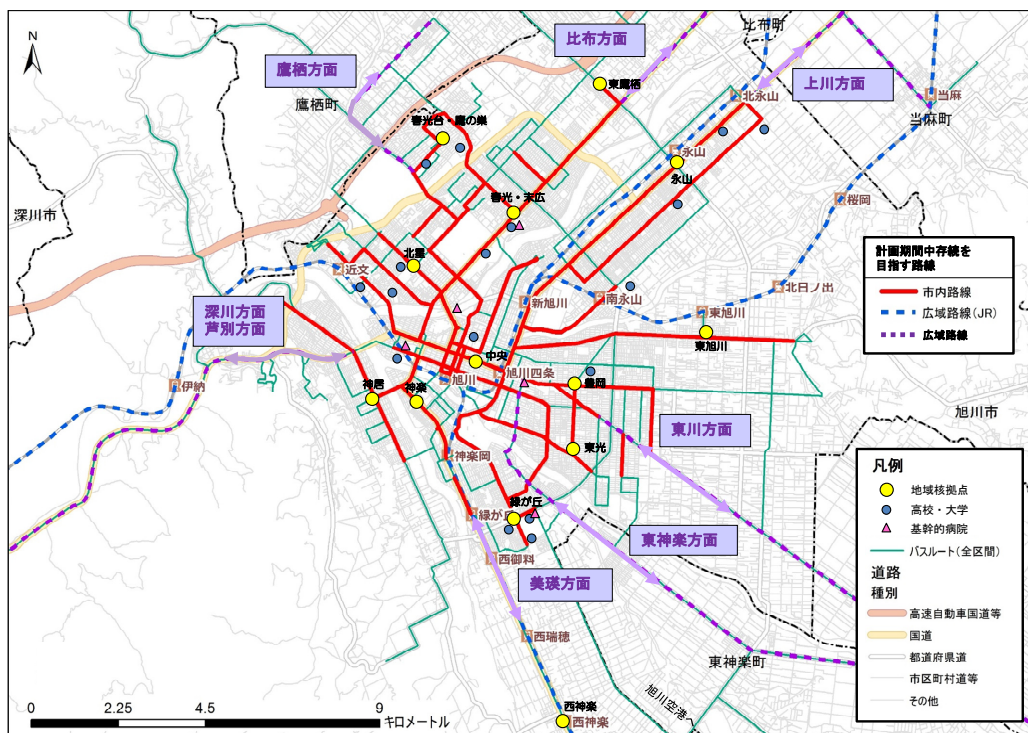 N
比布町
比布方面
鷹栖方面
上川方面
東鷹栖
北永山
当麻
鷹栖町
当麻町
春光台・鷹の巣
永山
永山
桜岡
深川市
春光・末広
計画期間中存続を
目指す路線
市内路線
広域路線(JR)
広域路線
北星
近文
北日ノ出
新旭川
南永山
東旭川
東旭川
深川方面
芦別方面
中央
旭川
旭川四条
伊納
神居
神楽
豊岡
旭川市
東川方面
東光
神楽岡
凡例
地域核拠点
高校・大学
基幹的病院
バスルート(全区間)
道路
種別
高速自動車国道等
国道
都道府県道
市区町村道等
その他
緑が丘
緑が丘
東神楽方面
西御料
美瑛方面
西瑞穂
東神楽町
旭川空港へ
西神楽
西神楽
0 2.25 4.5 9
キロメートル